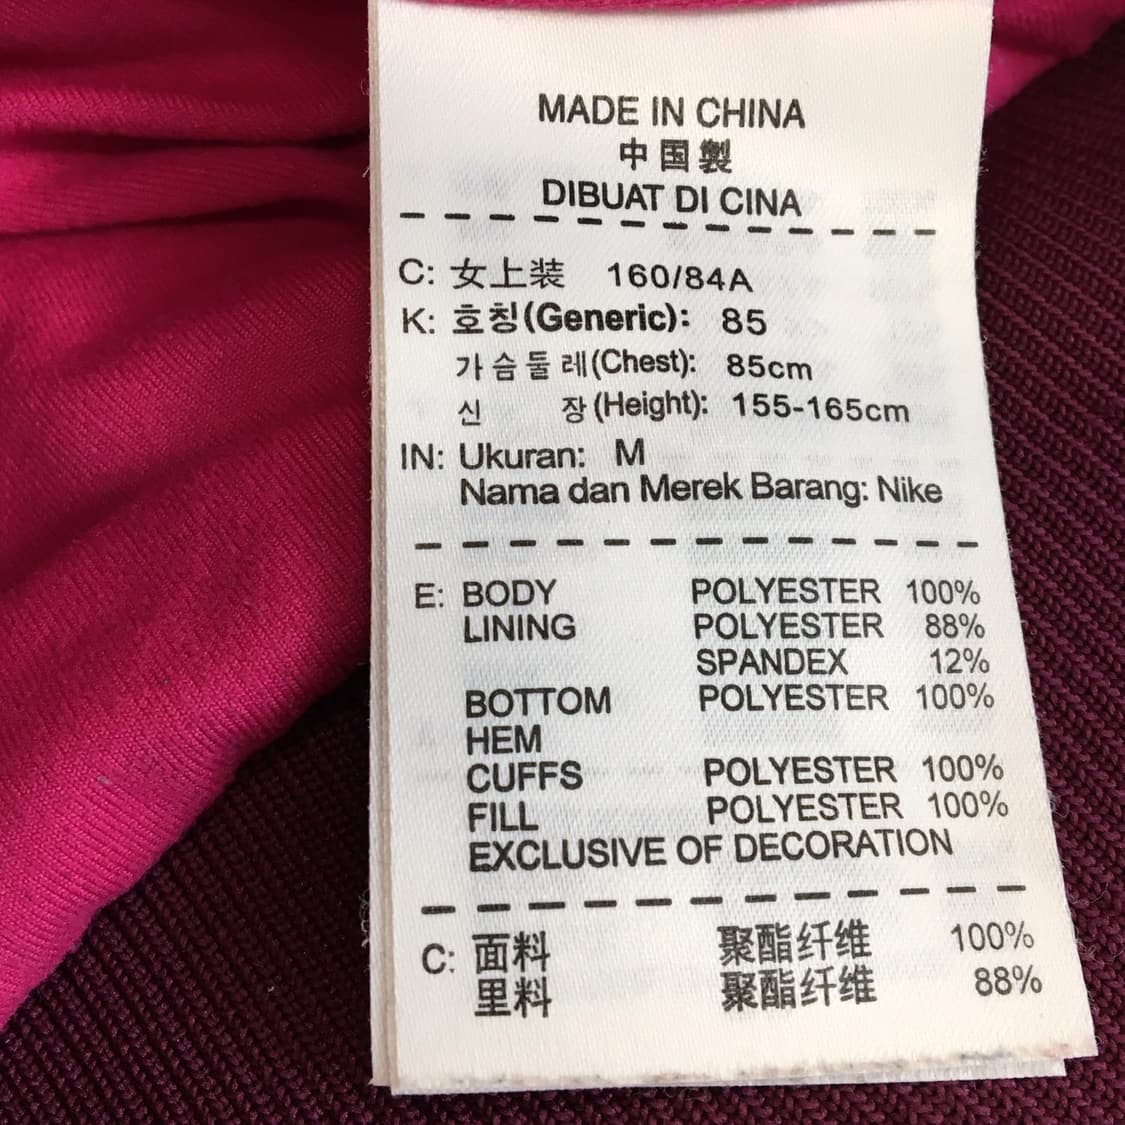 MADE IN CHINA
中国製
DIBUAT DI CINA
C: 女上装 160/84A
K: 호칭(Generic): 85
가슴둘레(Chest): 85cm
신 장(Height): 155-165cm
IN: Ukuran: M
Nama dan Merek Barang: Nike
E: BODY POLYESTER 100%
LINING POLYESTER 88%
SPANDEX 12%
BOTTOM POLYESTER 100%
HEM
CUFFS POLYESTER 100%
FILL POLYESTER 100%
EXCLUSIVE OF DECORATION
C: 面料 聚酯纤维 100%
里料 聚酯纤维 88%